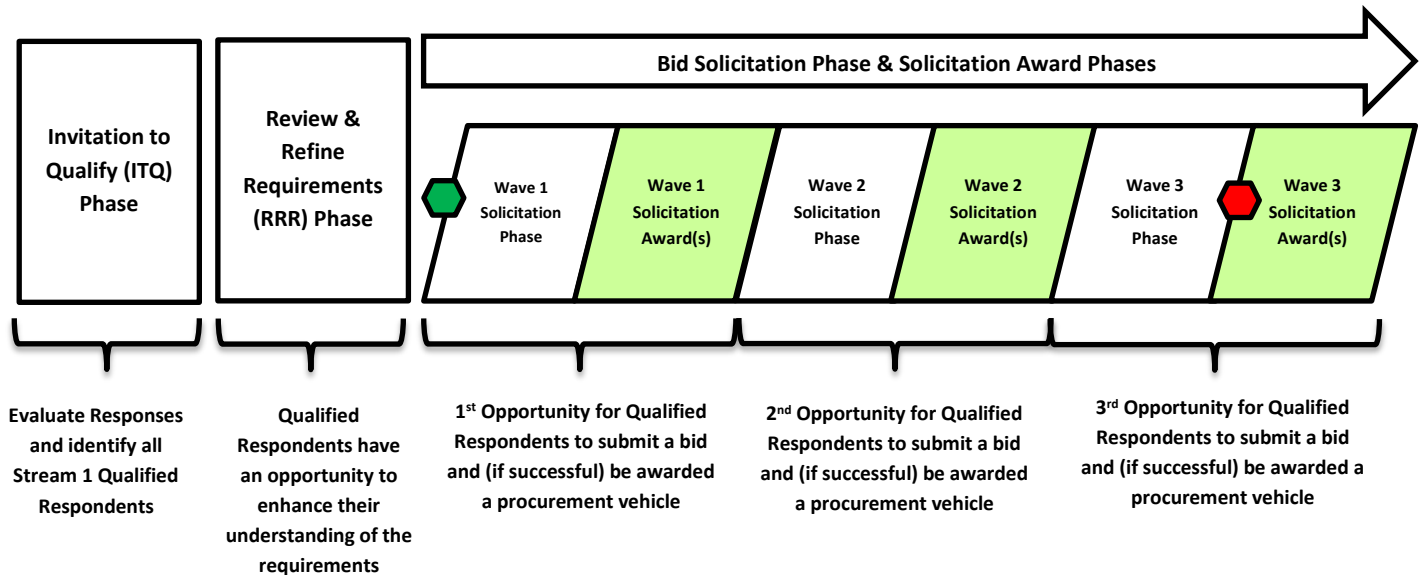 Bid Solicitation Phase & Solicitation Award Phases
Invitation to
Qualify (ITQ)
Phase
Review &
Refine
Requirements
(RRR) Phase
Wave 1
Solicitation
Phase
Wave 1
Solicitation
Award(s)
Wave 2
Solicitation
Phase
Wave 2
Solicitation
Award(s)
Wave 3
Solicitation
Phase
Wave 3
Solicitation
Award(s)
Evaluate Responses
and identify all
Stream 1 Qualified
Respondents
Qualified
Respondents have
an opportunity to
enhance their
understanding of the
requirements
1st Opportunity for Qualified
Respondents to submit a bid
and (if successful) be awarded
a procurement vehicle
2nd Opportunity for Qualified
Respondents to submit a bid
and (if successful) be awarded
a procurement vehicle
3rd Opportunity for Qualified
Respondents to submit a bid
and (if successful) be awarded a
procurement vehicle